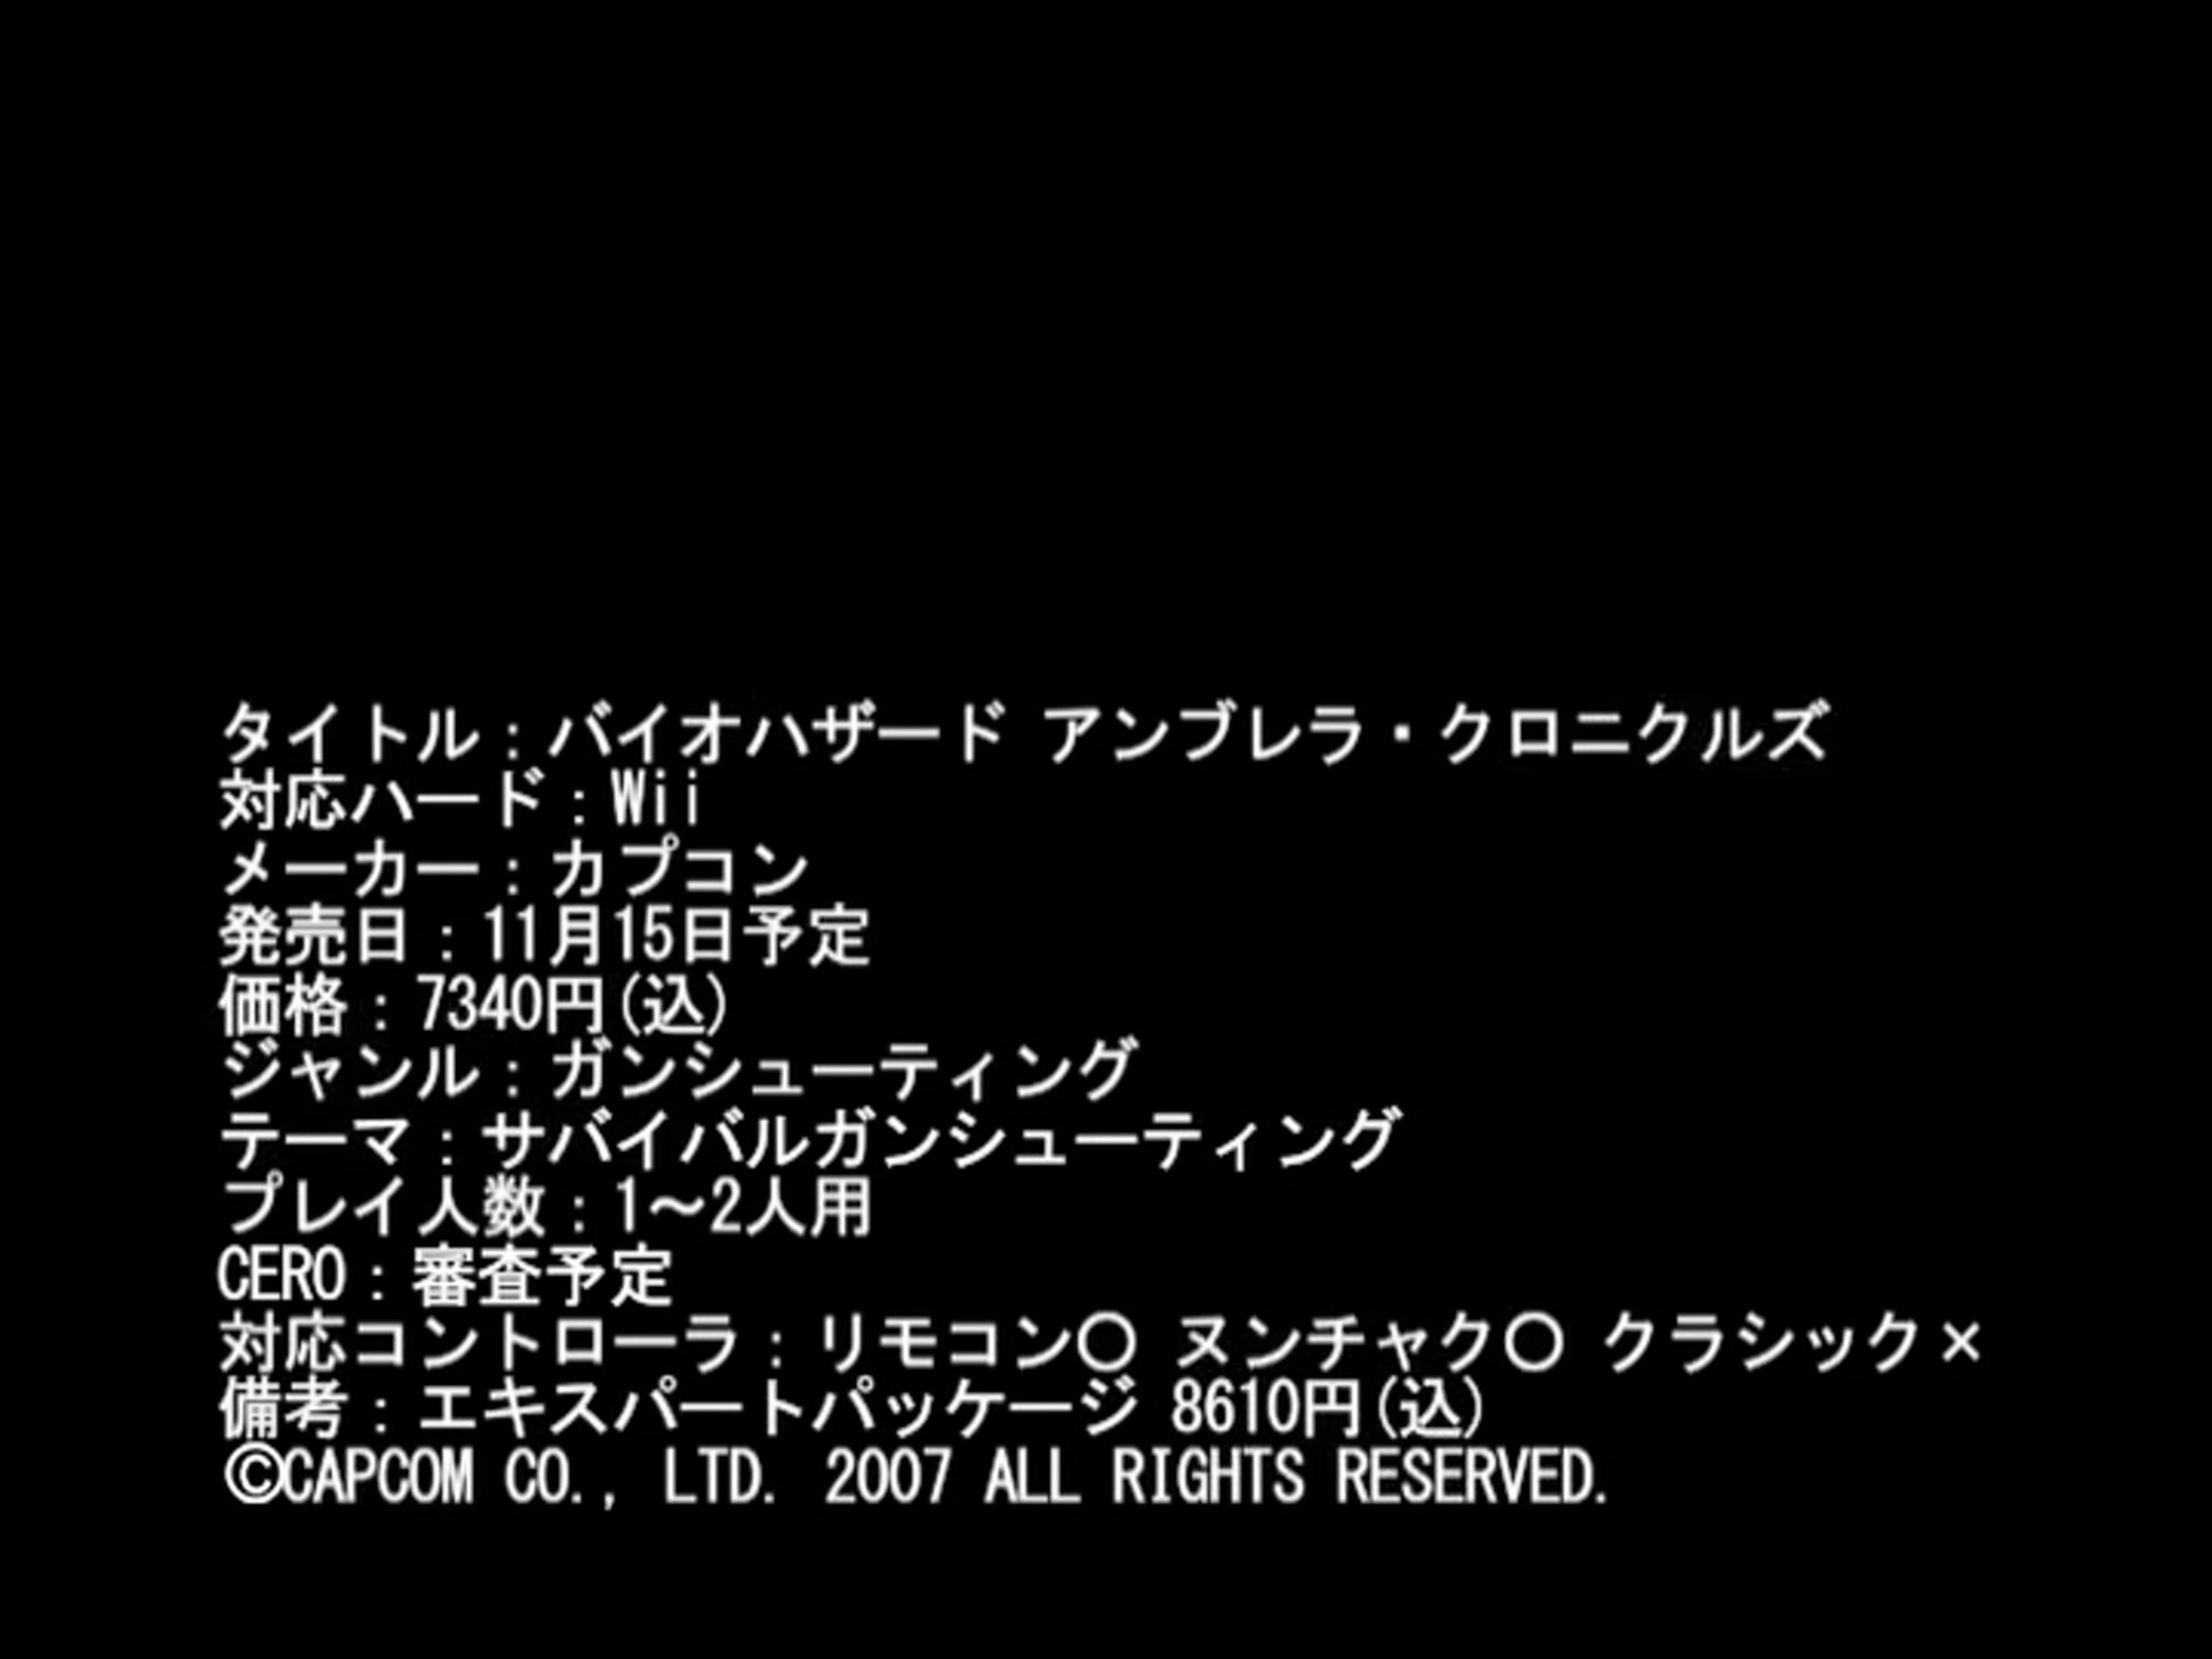 タイトル：バイオハザード アンブレラ・クロニクルズ
対応ハード：Wii
メーカー：カプコン
発売日：11月15日予定
価格：7340円(込)
ジャンル：ガンシューティング
テーマ：サバイバルガンシューティング
プレイ人数：1～2人用
CERO：審査予定
対応コントローラ：リモコン○ ヌンチャク○ クラシック×
備考：エキスパートパッケージ 8610円(込)
©CAPCOM CO., LTD. 2007 ALL RIGHTS RESERVED.